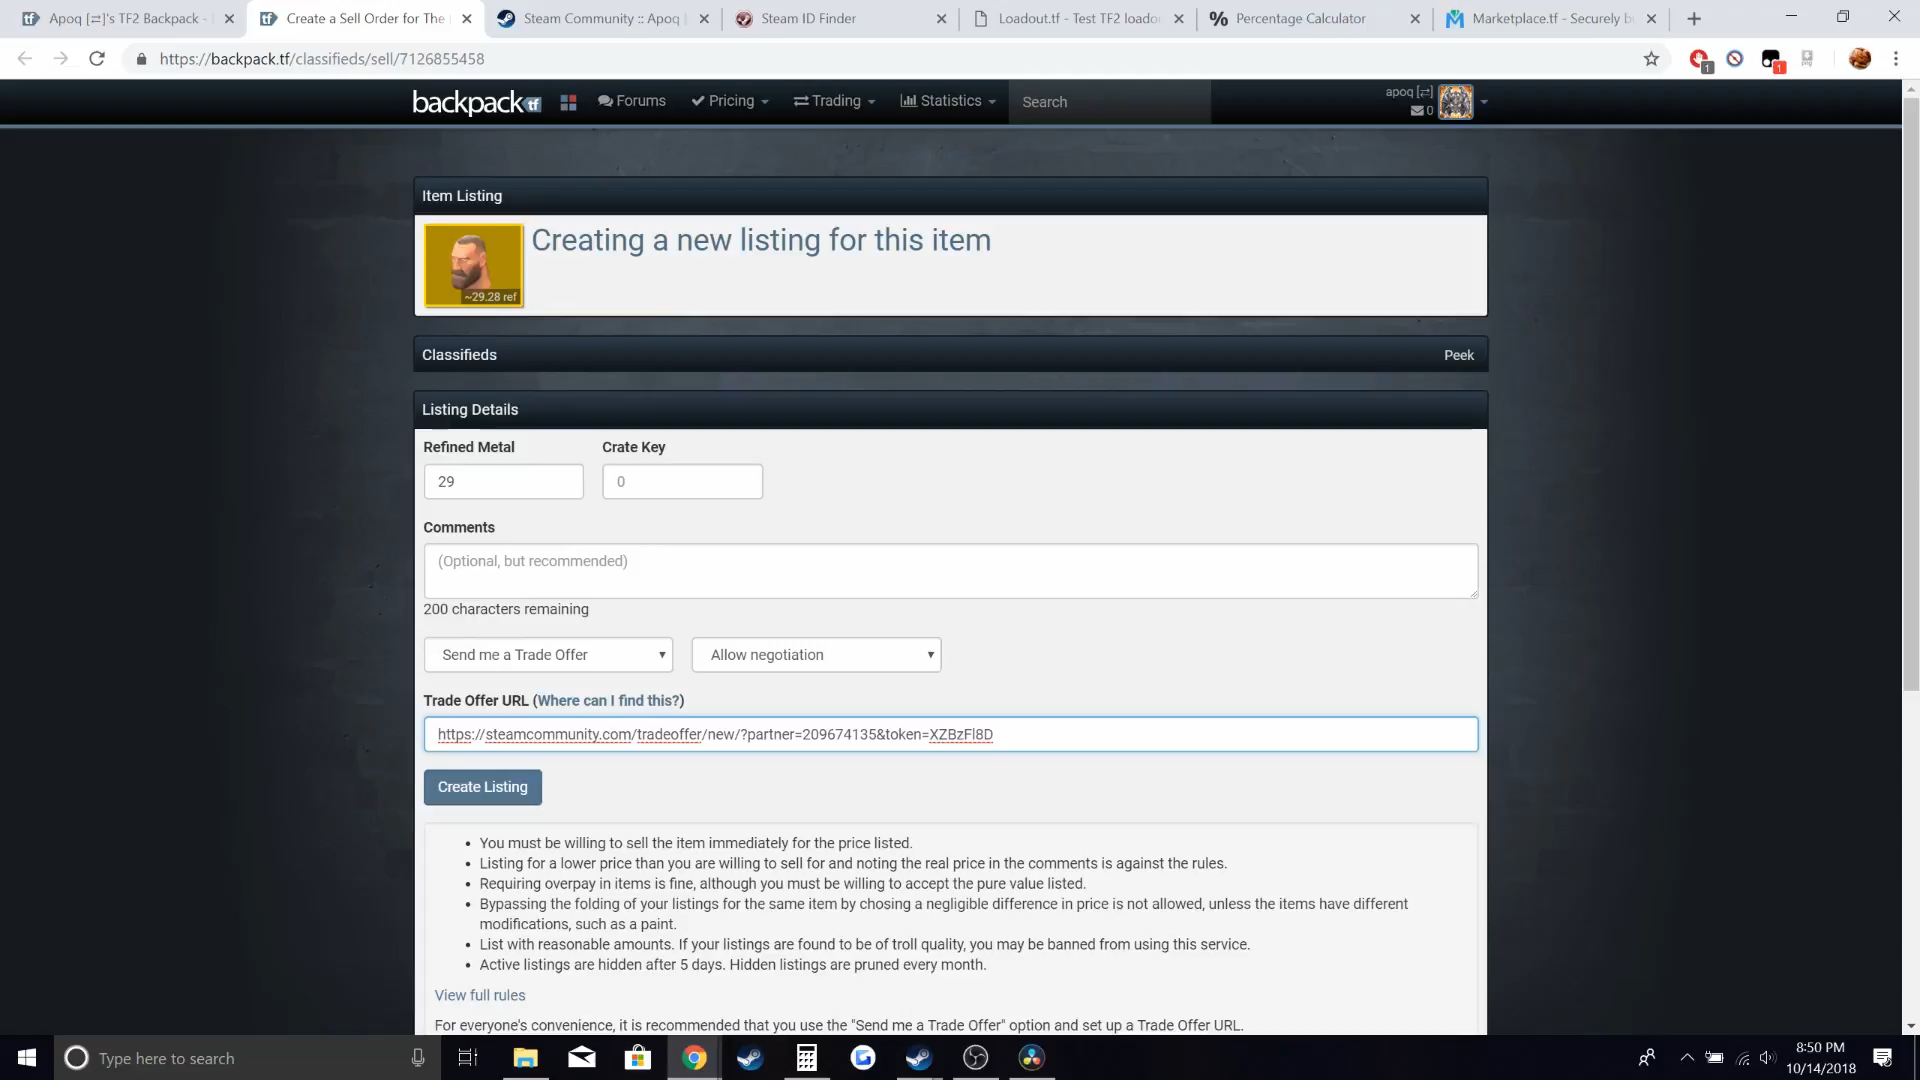 Apoq [⇄]'s TF2 Backpack -
Create a Sell Order for The
Steam Community :: Apoq
Steam ID Finder
Loadout.tf - Test TF2 loado
Percentage Calculator
Marketplace.tf - Securely b
https://backpack.tf/classifieds/sell/7126855458
1
1
backpack tf
Forums
Pricing
Trading
Statistics
Search
apoq [⇄]
0
Item Listing
Creating a new listing for this item
~29.28 ref
Classifieds
Peek
Listing Details
Refined Metal
Crate Key
29
0
Comments
(Optional, but recommended)
200 characters remaining
Send me a Trade Offer
Allow negotiation
Trade Offer URL (Where can I find this?)
https://steamcommunity.com/tradeoffer/new/?partner=209674135&token=XZBzFl8D
Create Listing
• You must be willing to sell the item immediately for the price listed.
• Listing for a lower price than you are willing to sell for and noting the real price in the comments is against the rules.
• Requiring overpay in items is fine, although you must be willing to accept the pure value listed.
• Bypassing the folding of your listings for the same item by chosing a negligible difference in price is not allowed, unless the items have different
modifications, such as a paint.
• List with reasonable amounts. If your listings are found to be of troll quality, you may be banned from using this service.
• Active listings are hidden after 5 days. Hidden listings are pruned every month.
View full rules
For everyone's convenience, it is recommended that you use the "Send me a Trade Offer" option and set up a Trade Offer URL.
Type here to search
8:50 PM
10/14/2018